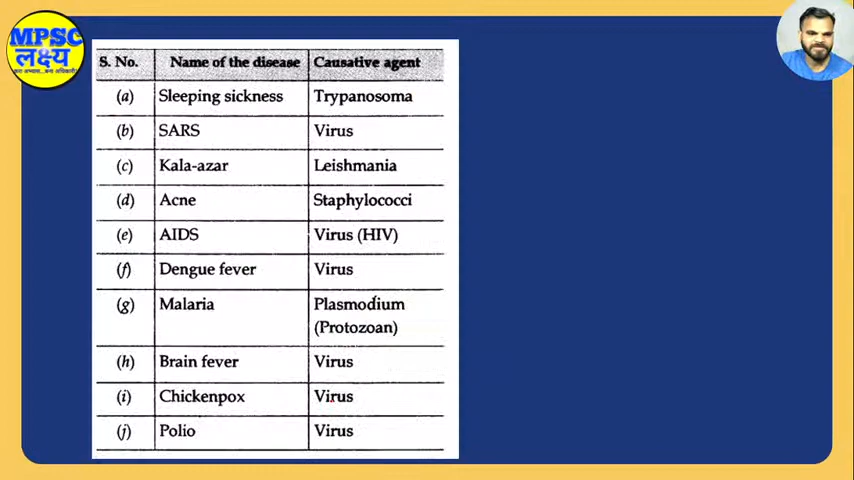 MPSC
लक्ष्य
S. No. Name of the disease Causative agent
(a) Sleeping sickness Trypanosoma
(b) SARS Virus
(c) Kala-azar Leishmania
(d) Acne Staphylococci
(e) AIDS Virus (HIV)
(f) Dengue fever Virus
(g) Malaria Plasmodium
(Protozoan)
(h) Brain fever Virus
(i) Chickenpox Virus
(j) Polio Virus